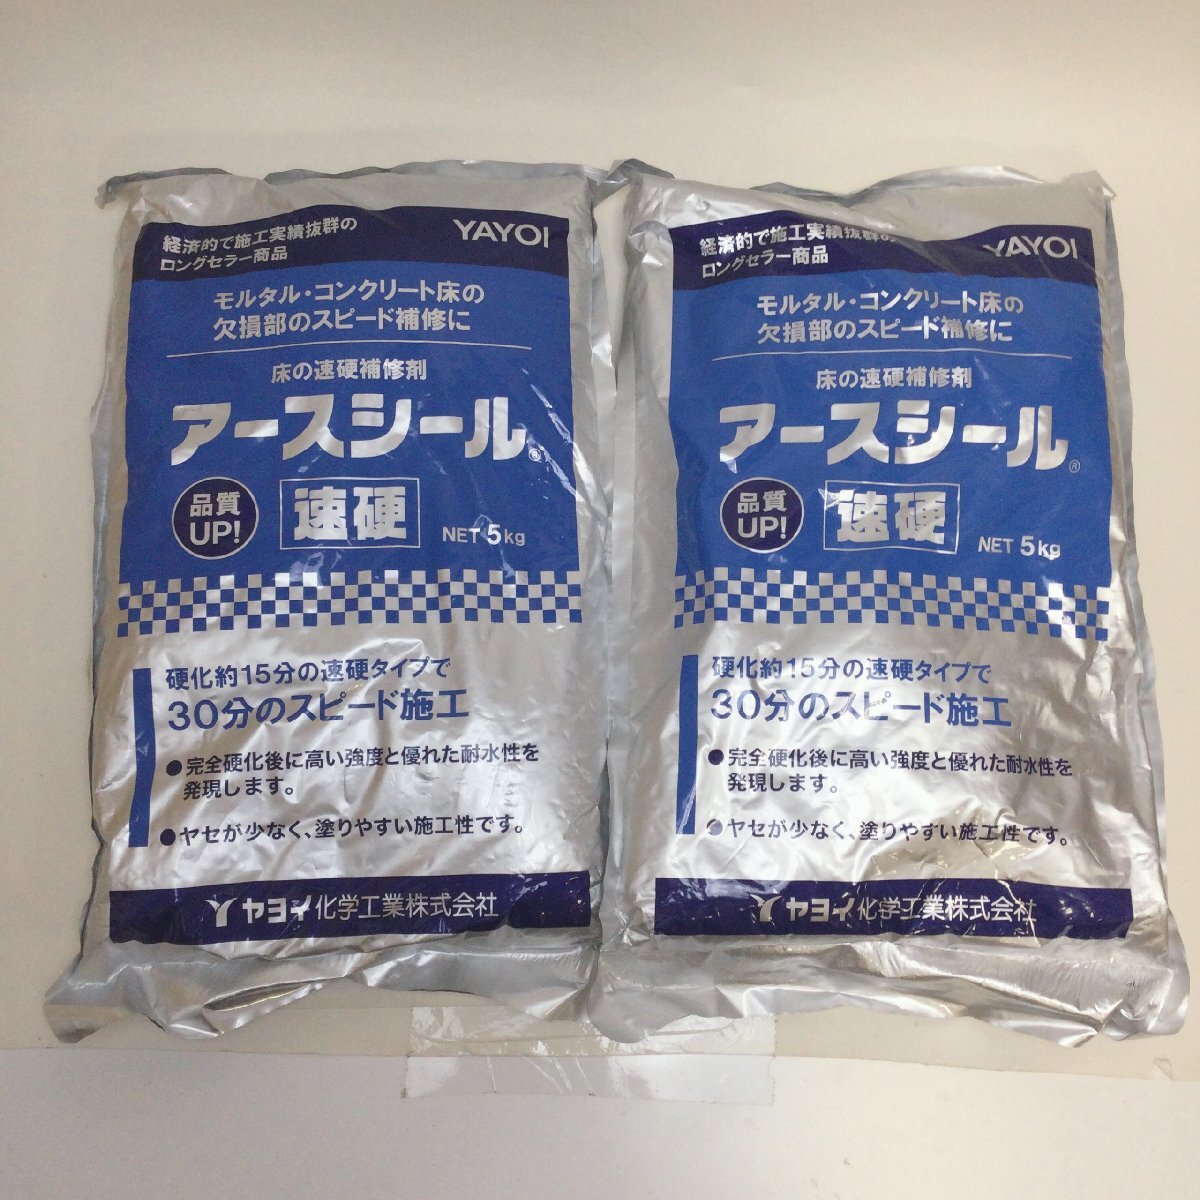 経済的で施工実績抜群の
ロングセラー商品
YAYOI
モルタル・コンクリート床の
欠損部のスピード補修に
床の速硬補修剤
アースシール®
品質
UP!
速硬
NET 5kg
硬化約15分の速硬タイプで
30分のスピード施工
●完全硬化後に高い強度と優れた耐水性を
発現します。
●ヤセが少なく、塗りやすい施工性です。
ヤヨイ化学工業株式会社
経済的で施工実績抜群の
ロングセラー商品
YAYOI
モルタル・コンクリート床の
欠損部のスピード補修に
床の速硬補修剤
アースシール®
品質
UP!
速硬
NET 5kg
硬化約15分の速硬タイプで
30分のスピード施工
●完全硬化後に高い強度と優れた耐水性を
発現します。
●ヤセが少なく、塗りやすい施工性です。
ヤヨイ化学工業株式会社